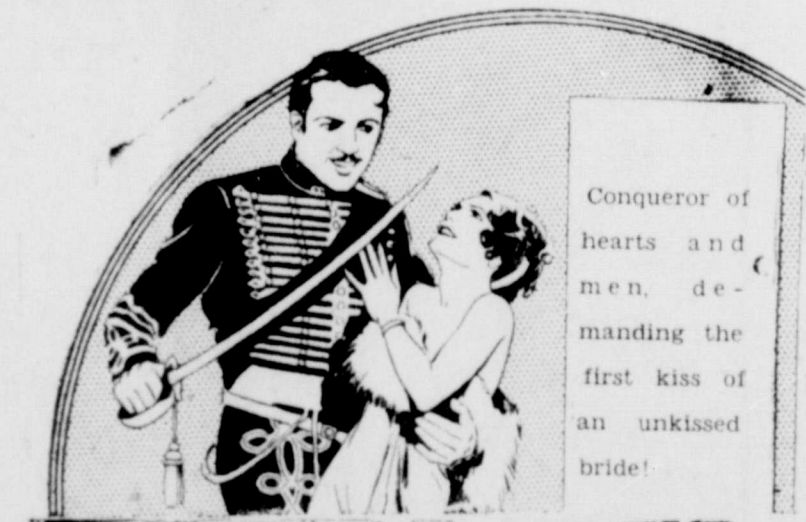 Conqueror of
hearts and
men, de-
manding the
first kiss of
an unkissed
bride!